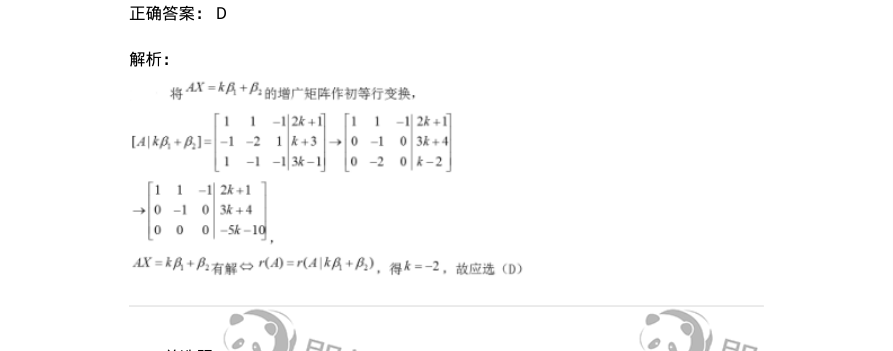 正确答案： D
解析：
将 AX = kβ₁ + β₂ 的增广矩阵作初等行变换，
[A|kβ₁+β₂]= [1 1 -1|2k+1] → [1 1 -1|2k+1]
[-1 -2 1|k+3] [0 -1 0|3k+4]
[1 -1 -1|3k-1] [0 -2 0|k-2]
→ [1 1 -1|2k+1]
[0 -1 0|3k+4]
[0 0 0|-5k-10],
AX = kβ₁ + β₂ 有解⇔ r(A) = r(A|kβ₁+β₂)，得 k = -2，故应选（D）